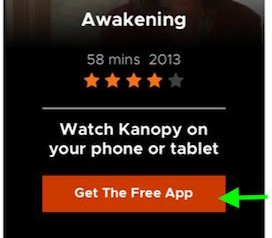 Awakening
58 mins 2013
Watch Kanopy on
your phone or tablet
Get The Free App